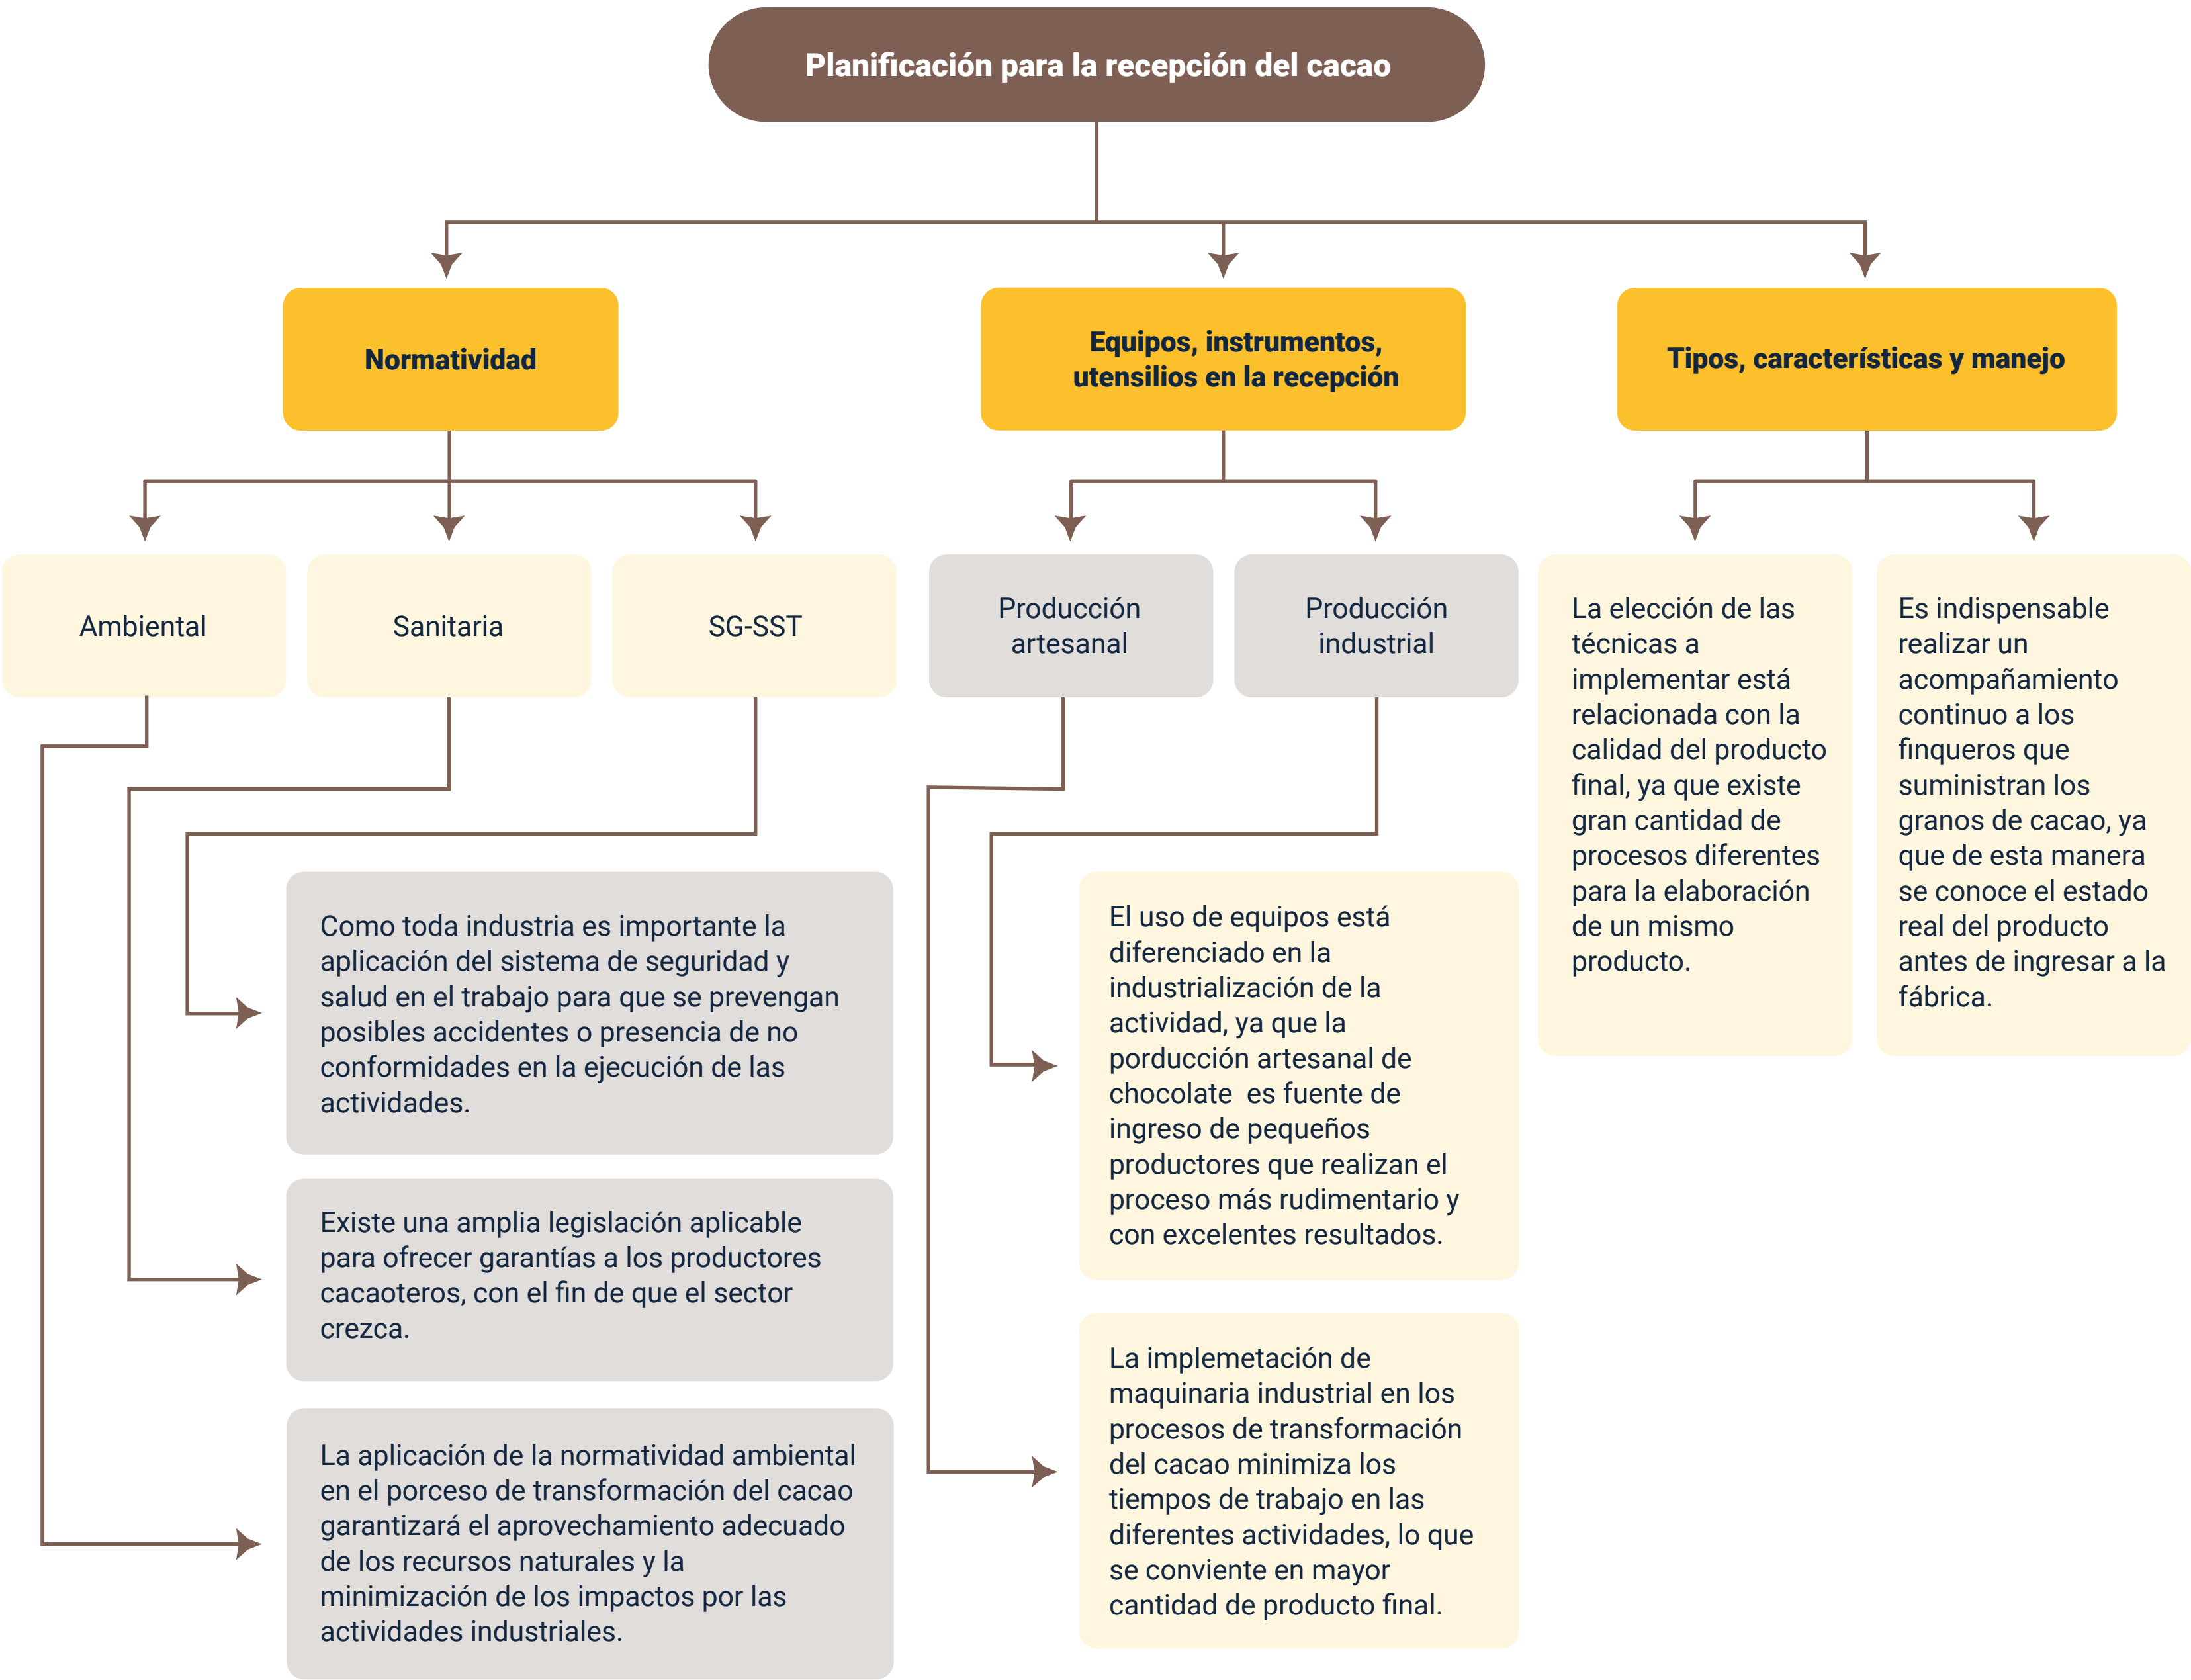 Planificación para la recepción del cacao
Normatividad
Equipos, instrumentos,
utensilios en la recepción
Tipos, características y manejo
Ambiental
Sanitaria
SG-SST
Producción
artesanal
Producción
industrial
La elección de las
técnicas a
implementar está
relacionada con la
calidad del producto
final, ya que existe
gran cantidad de
procesos diferentes
para la elaboración
de un mismo
producto.
Es indispensable
realizar un
acompañamiento
continuo a los
finqueros que
suministran los
granos de cacao, ya
que de esta manera
se conoce el estado
real del producto
antes de ingresar a la
fábrica.
Como toda industria es importante la
aplicación del sistema de seguridad y
salud en el trabajo para que se prevengan
posibles accidentes o presencia de no
conformidades en la ejecución de las
actividades.
Existe una amplia legislación aplicable
para ofrecer garantías a los productores
cacaoteros, con el fin de que el sector
crezca.
La aplicación de la normatividad ambiental
en el porceso de transformación del cacao
garantizará el aprovechamiento adecuado
de los recursos naturales y la
minimización de los impactos por las
actividades industriales.
El uso de equipos está
diferenciado en la
industrialización de la
actividad, ya que la
porducción artesanal de
chocolate  es fuente de
ingreso de pequeños
productores que realizan el
proceso más rudimentario y
con excelentes resultados.
La implemetación de
maquinaria industrial en los
procesos de transformación
del cacao minimiza los
tiempos de trabajo en las
diferentes actividades, lo que
se conviente en mayor
cantidad de producto final.